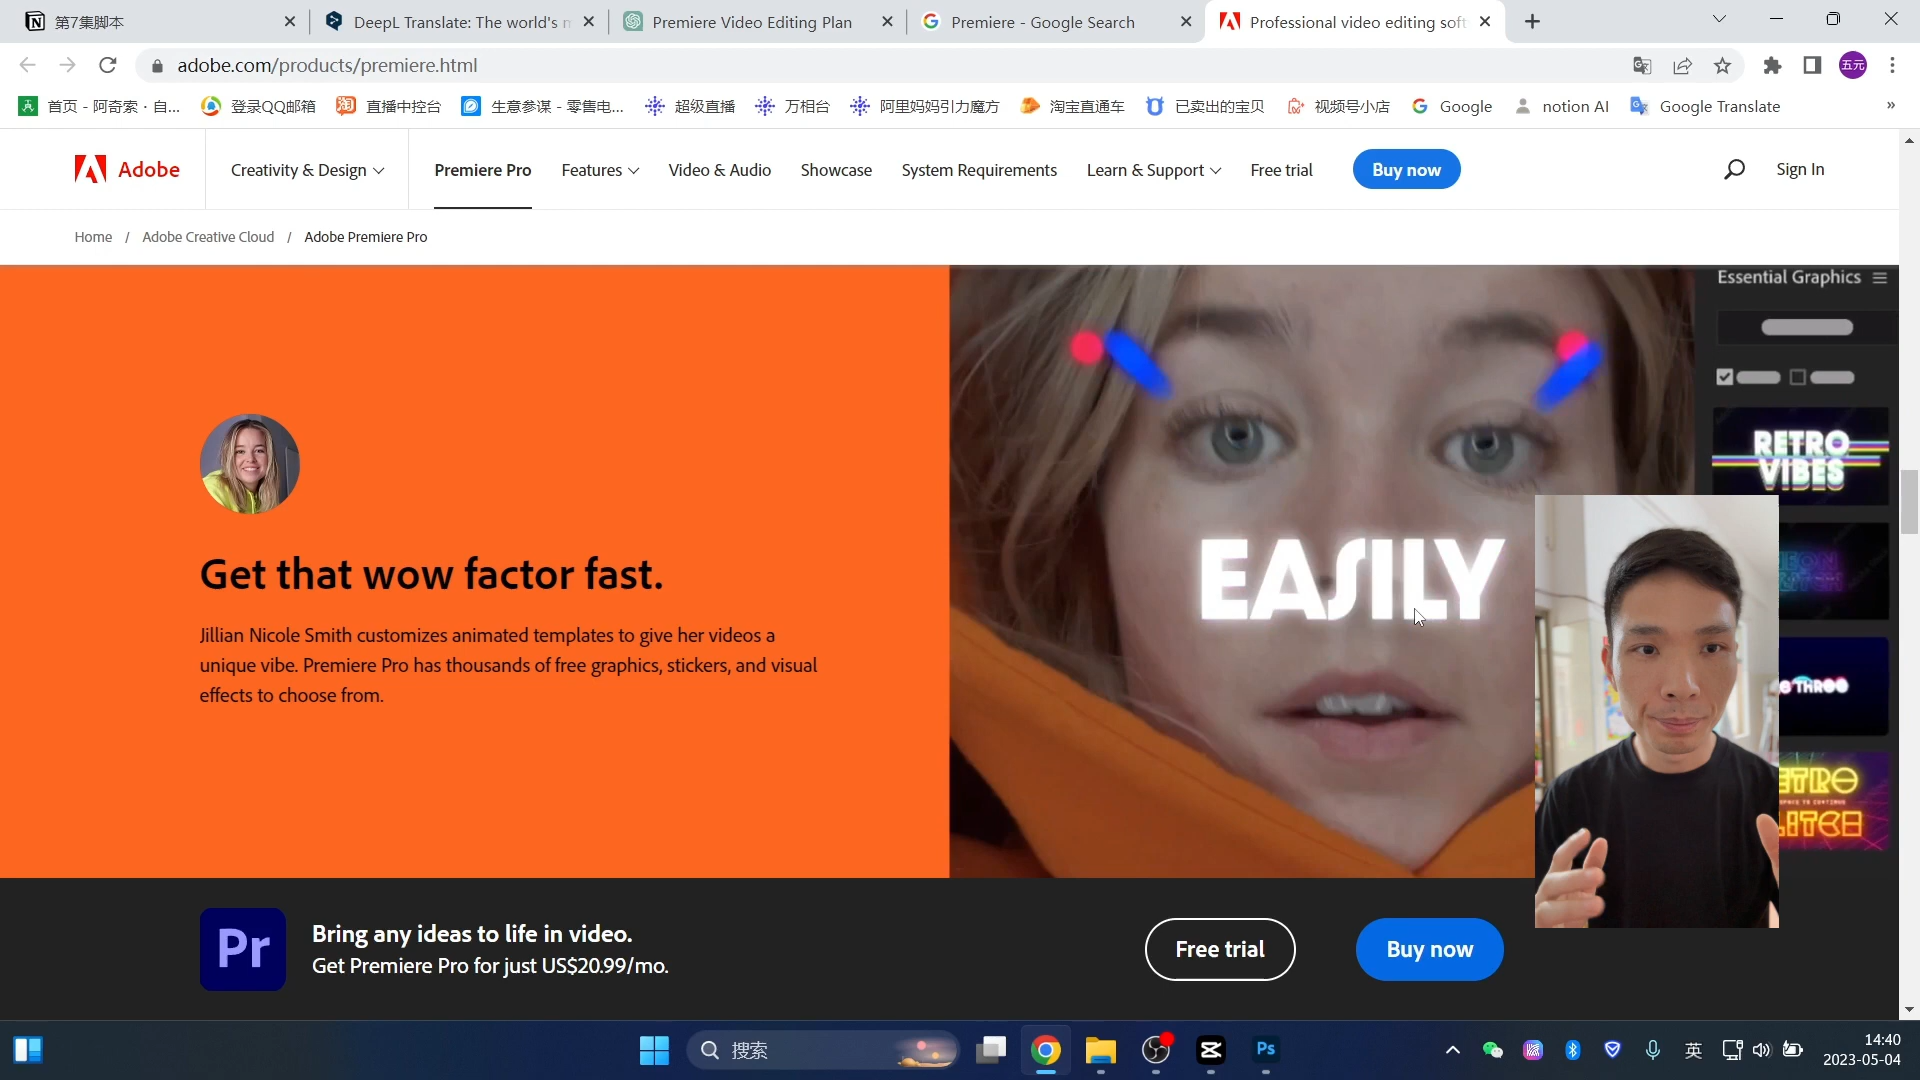 第7集脚本
DeepL Translate: The world's
Premiere Video Editing Plan
Premiere - Google Search
Professional video editing soft
adobe.com/products/premiere.html
五元
首页 - 阿奇索 · 自...
登录QQ邮箱
淘
直播中控台
生意参谋 - 零售电...
超级直播
万相台
阿里妈妈引力魔方
淘宝直通车
已卖出的宝贝
视频号小店
Google
notion AI
Google Translate
»
Adobe
Creativity & Design
Premiere Pro
Features
Video & Audio
Showcase
System Requirements
Learn & Support
Free trial
Buy now
Sign In
Home / Adobe Creative Cloud / Adobe Premiere Pro
Essential Graphics
RETRO
VIBES
EASILY
Get that wow factor fast.
Jillian Nicole Smith customizes animated templates to give her videos a
unique vibe. Premiere Pro has thousands of free graphics, stickers, and visual
effects to choose from.
THROO
Pr
Bring any ideas to life in video.
Get Premiere Pro for just US$20.99/mo.
Free trial
Buy now
搜索
Ps
英
14:40
2023-05-04